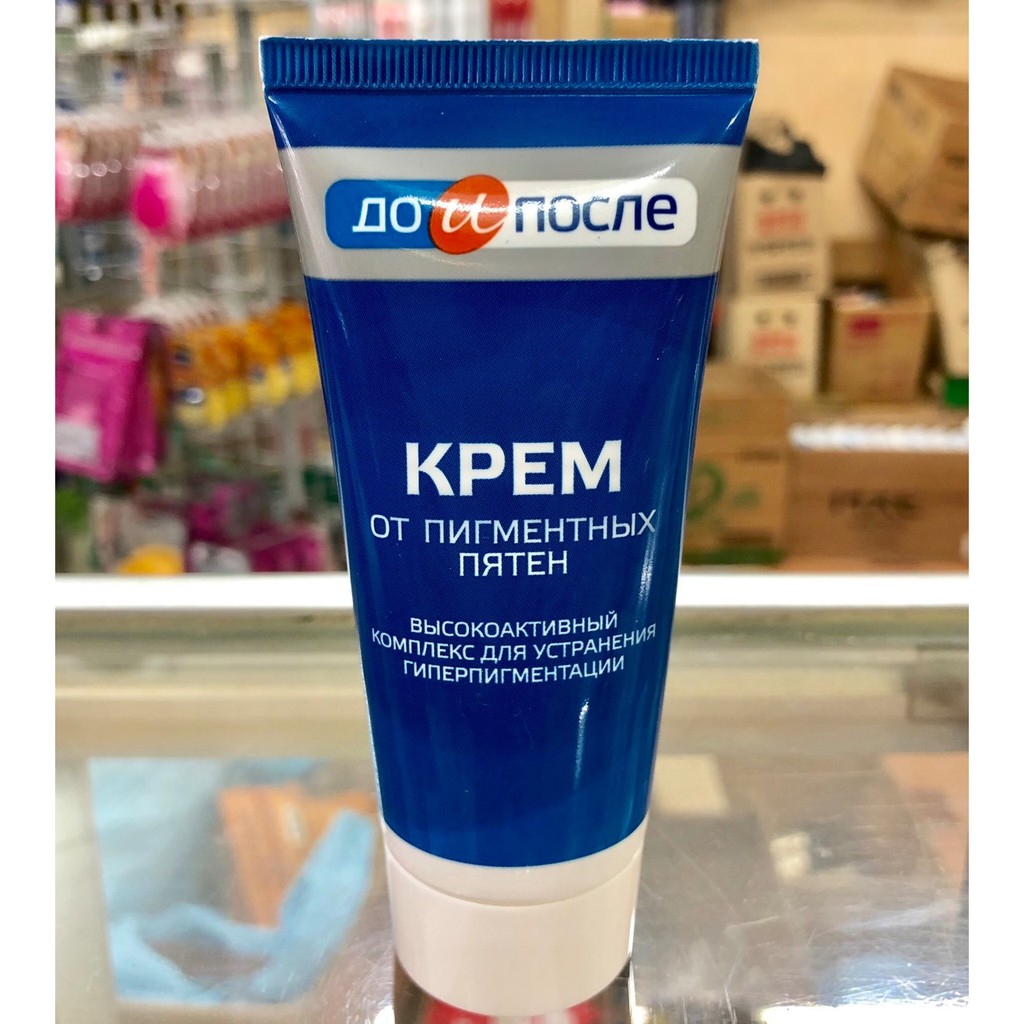 до и после
КРЕМ
ОТ ПИГМЕНТНЫХ
ПЯТЕН
ВЫСОКОАКТИВНЫЙ
КОМПЛЕКС ДЛЯ УСТРАНЕНИЯ
ГИПЕРПИГМЕНТАЦИИ